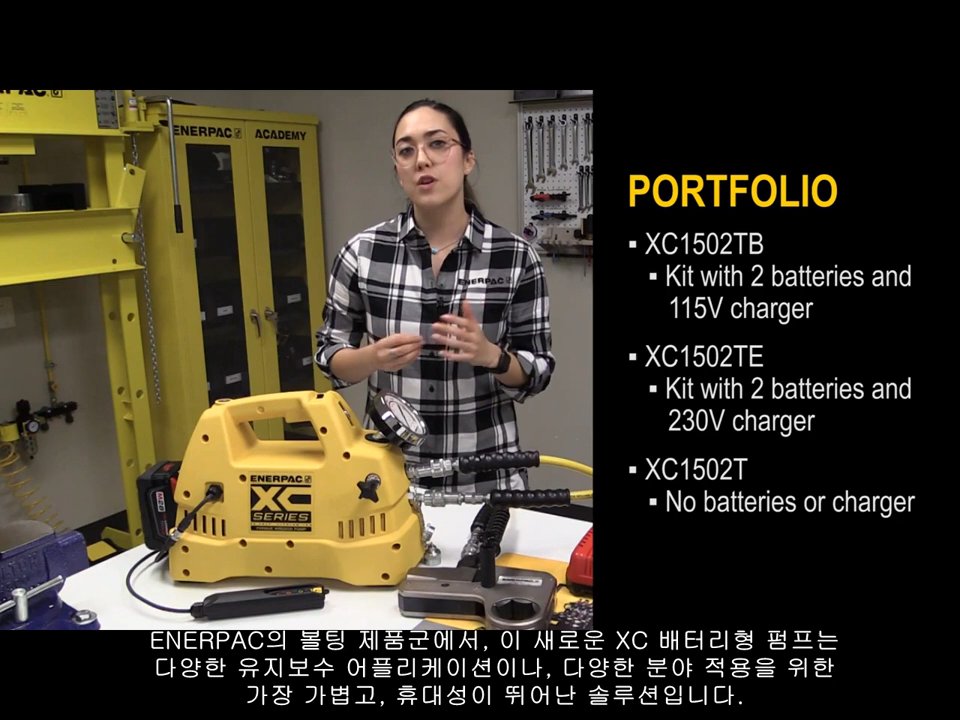 ENERPAC
ACADEMY
ENERPAC
ENERPAC
XC
SERIES
PORTFOLIO
▪ XC1502TB
▪ Kit with 2 batteries and
115V charger
▪ XC1502TE
▪ Kit with 2 batteries and
230V charger
▪ XC1502T
▪ No batteries or charger
ENERPAC의 볼팅 제품군에서, 이 새로운 XC 배터리형 펌프는
다양한 유지보수 어플리케이션이나, 다양한 분야 적용을 위한
가장 가볍고, 휴대성이 뛰어난 솔루션입니다.